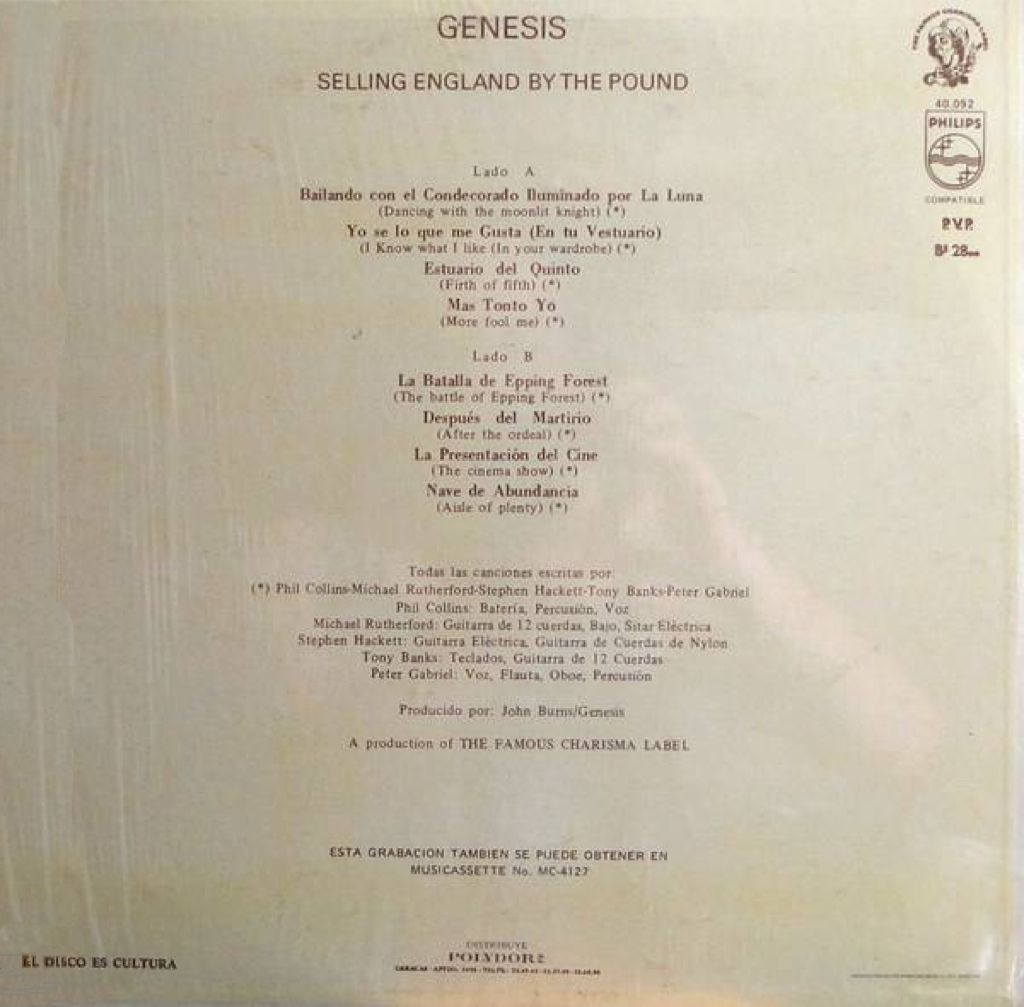 GENESIS
SELLING ENGLAND BY THE POUND
THE FAMOUS CHARISMA LABEL
40.092
PHILIPS
COMPATIBLE
P.V.P.
Bs 28
Lado A
Bailando con el Condecorado Iluminado por La Luna
(Dancing with the moonlit knight) (*)
Yo se lo que me Gusta (En tu Vestuario)
(I Know what I like (In your wardrobe) (*)
Estuario del Quinto
(Firth of fifth) (*)
Mas Tonto Yo
(More fool me) (*)
Lado B
La Batalla de Epping Forest
(The battle of Epping Forest) (*)
Después del Martirio
(After the ordeal) (*)
La Presentación del Cine
(The cinema show) (*)
Nave de Abundancia
(Aisle of plenty) (*)
Todas las canciones escritas por:
(*) Phil Collins-Michael Rutherford-Stephen Hackett-Tony Banks-Peter Gabriel
Phil Collins: Batería, Percusión, Voz
Michael Rutherford: Guitarra de 12 cuerdas, Bajo, Sitar Eléctrica
Stephen Hackett: Guitarra Eléctrica, Guitarra de Cuerdas de Nylon
Tony Banks: Teclados, Guitarra de 12 Cuerdas
Peter Gabriel: Voz, Flauta, Oboe, Percusión
Producido por: John Burns/Genesis
A production of THE FAMOUS CHARISMA LABEL
ESTA GRABACION TAMBIEN SE PUEDE OBTENER EN
MUSICASSETTE No. MC-4127
EL DISCO ES CULTURA
DISTRIBUYE
POLYDOR
CARACAS - APTDO.